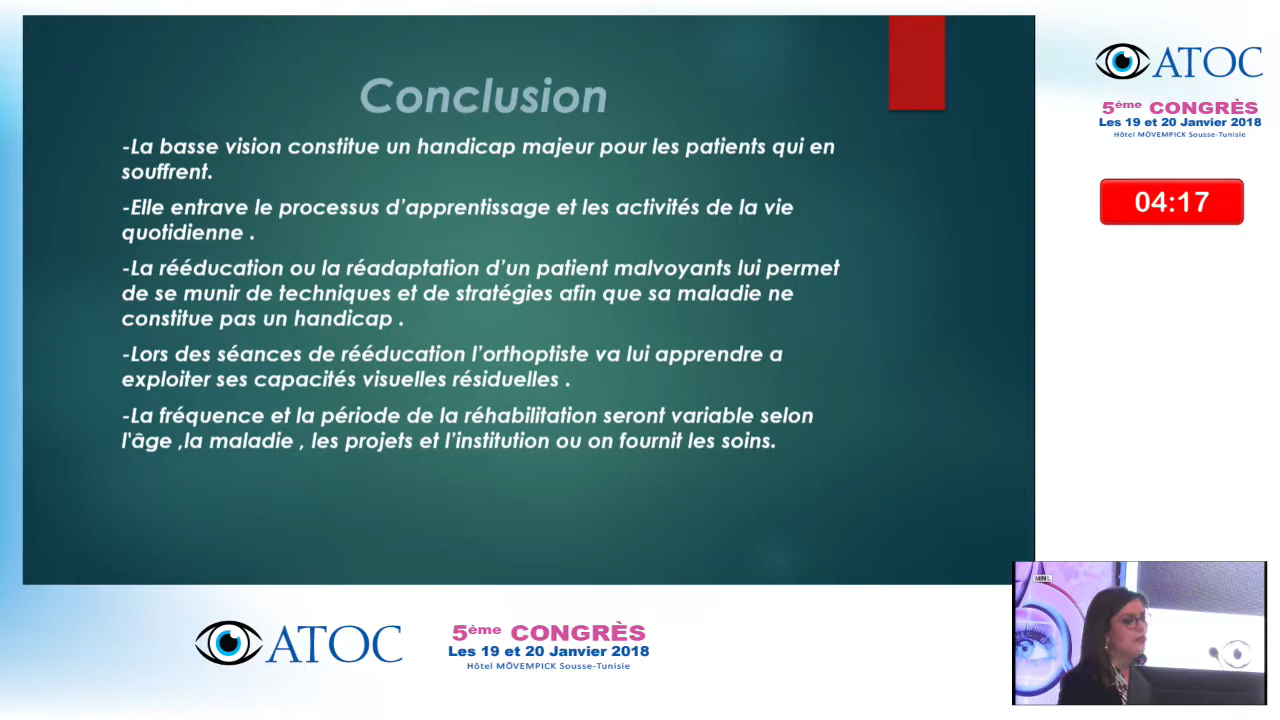 Conclusion
-La basse vision constitue un handicap majeur pour les patients qui en
souffrent.
-Elle entrave le processus d'apprentissage et les activités de la vie
quotidienne .
-La rééducation ou la réadaptation d'un patient malvoyants lui permet
de se munir de techniques et de stratégies afin que sa maladie ne
constitue pas un handicap .
-Lors des séances de rééducation l'orthoptiste va lui apprendre a
exploiter ses capacités visuelles résiduelles .
-La fréquence et la période de la réhabilitation seront variable selon
l'âge ,la maladie , les projets et l'institution ou on fournit les soins.
ATOC
5ème CONGRÈS
Les 19 et 20 Janvier 2018
Hôtel MÖVEMPICK Sousse-Tunisie
04:17
ATOC
5ème CONGRÈS
Les 19 et 20 Janvier 2018
Hôtel MÖVEMPICK Sousse-Tunisie